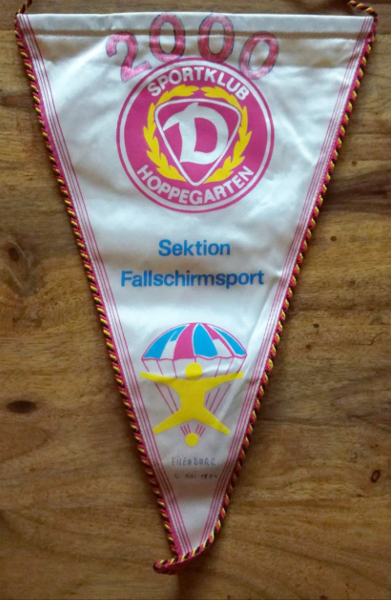 2000
SPORTKLUB
D
HOPPEGARTEN
Sektion
Fallschirmsport